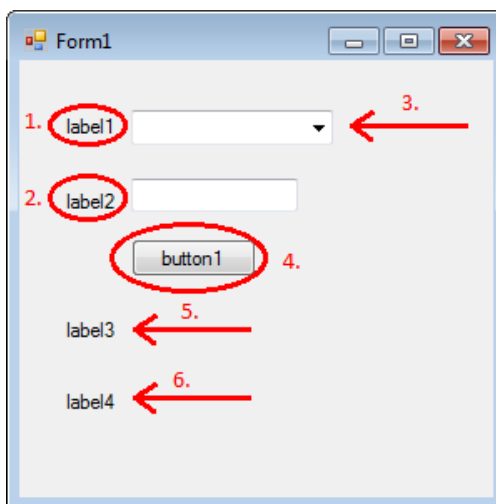 Form1
1. label1 3.
2. label2
button1 4.
label3 5.
label4 6.